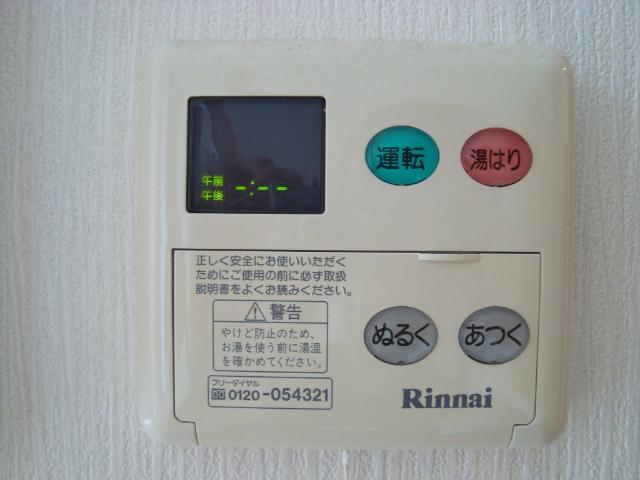 午前
午後 -:--
運転
湯はり
正しく安全にお使いいただく
ためにご使用の前に必ず取扱
説明書をよくお読みください。
警告
やけど防止のため、
お湯を使う前に湯温
を確かめてください。
フリーダイヤル
0120-054321
ぬるく
あつく
Rinnai